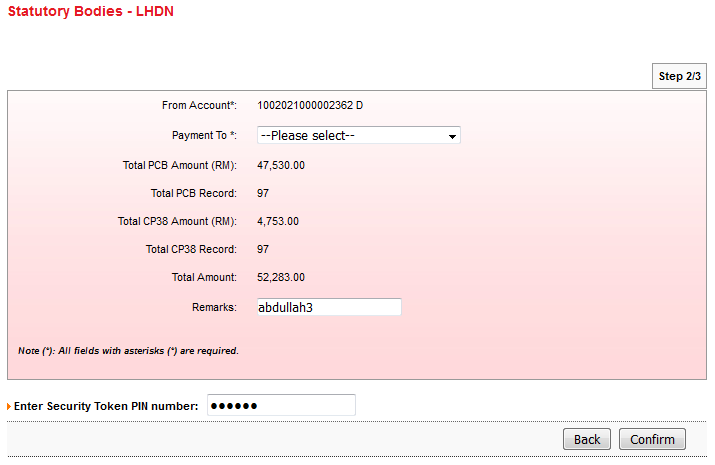 Statutory Bodies - LHDN
Step 2/3
From Account*: 1002021000002362 D
Payment To *: --Please select--
Total PCB Amount (RM): 47,530.00
Total PCB Record: 97
Total CP38 Amount (RM): 4,753.00
Total CP38 Record: 97
Total Amount: 52,283.00
Remarks: abdullah3
Note (*): All fields with asterisks (*) are required.
Enter Security Token PIN number: ●●●●●●
Back Confirm